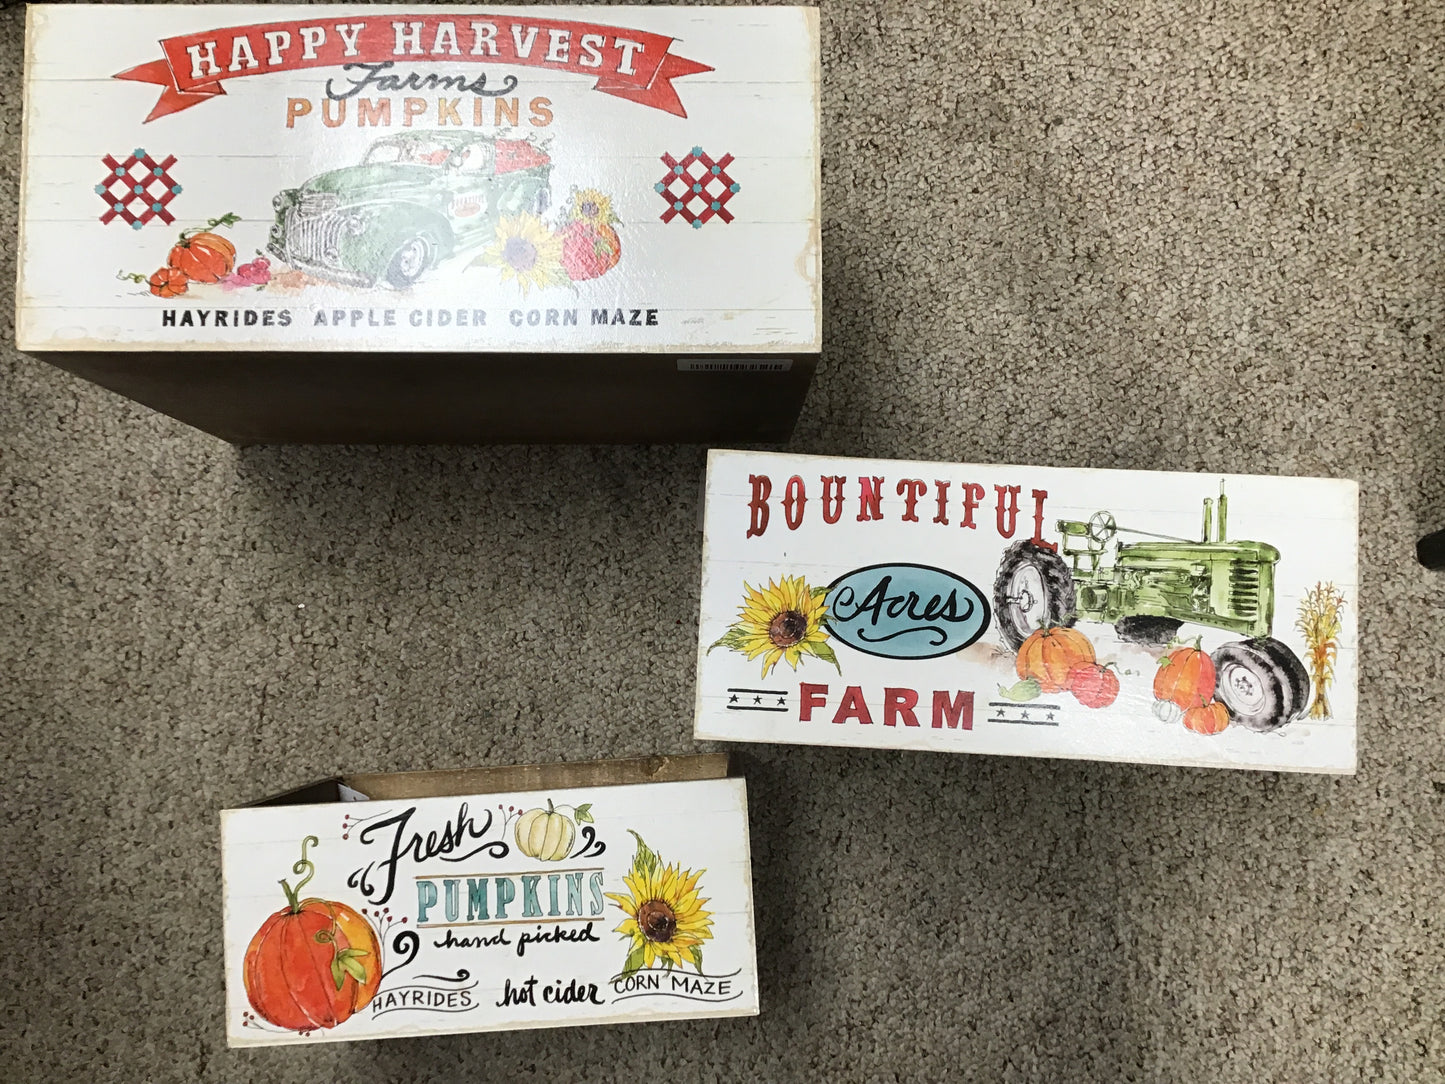 HAPPY HARVEST
Farms
PUMPKINS
HAYRIDES APPLE CIDER CORN MAZE
BOUNTIFUL
Acres
FARM
Fresh
PUMPKINS
hand picked
HAYRIDES hot cider CORN MAZE